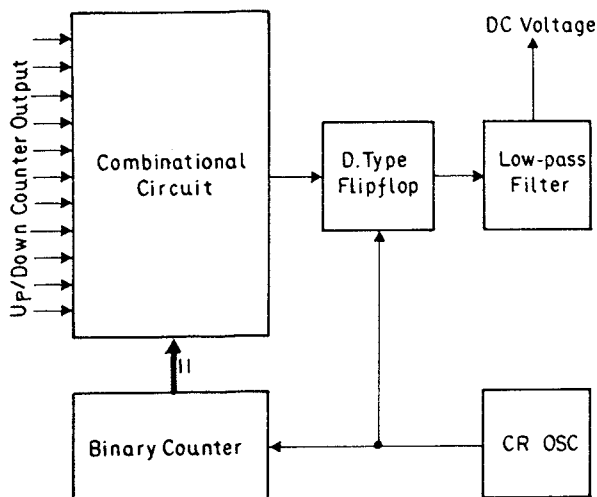 DC Voltage
Up/Down Counter Output
Combinational
Circuit
D.Type
Flipflop
Low-pass
Filter
11
Binary Counter
CR OSC